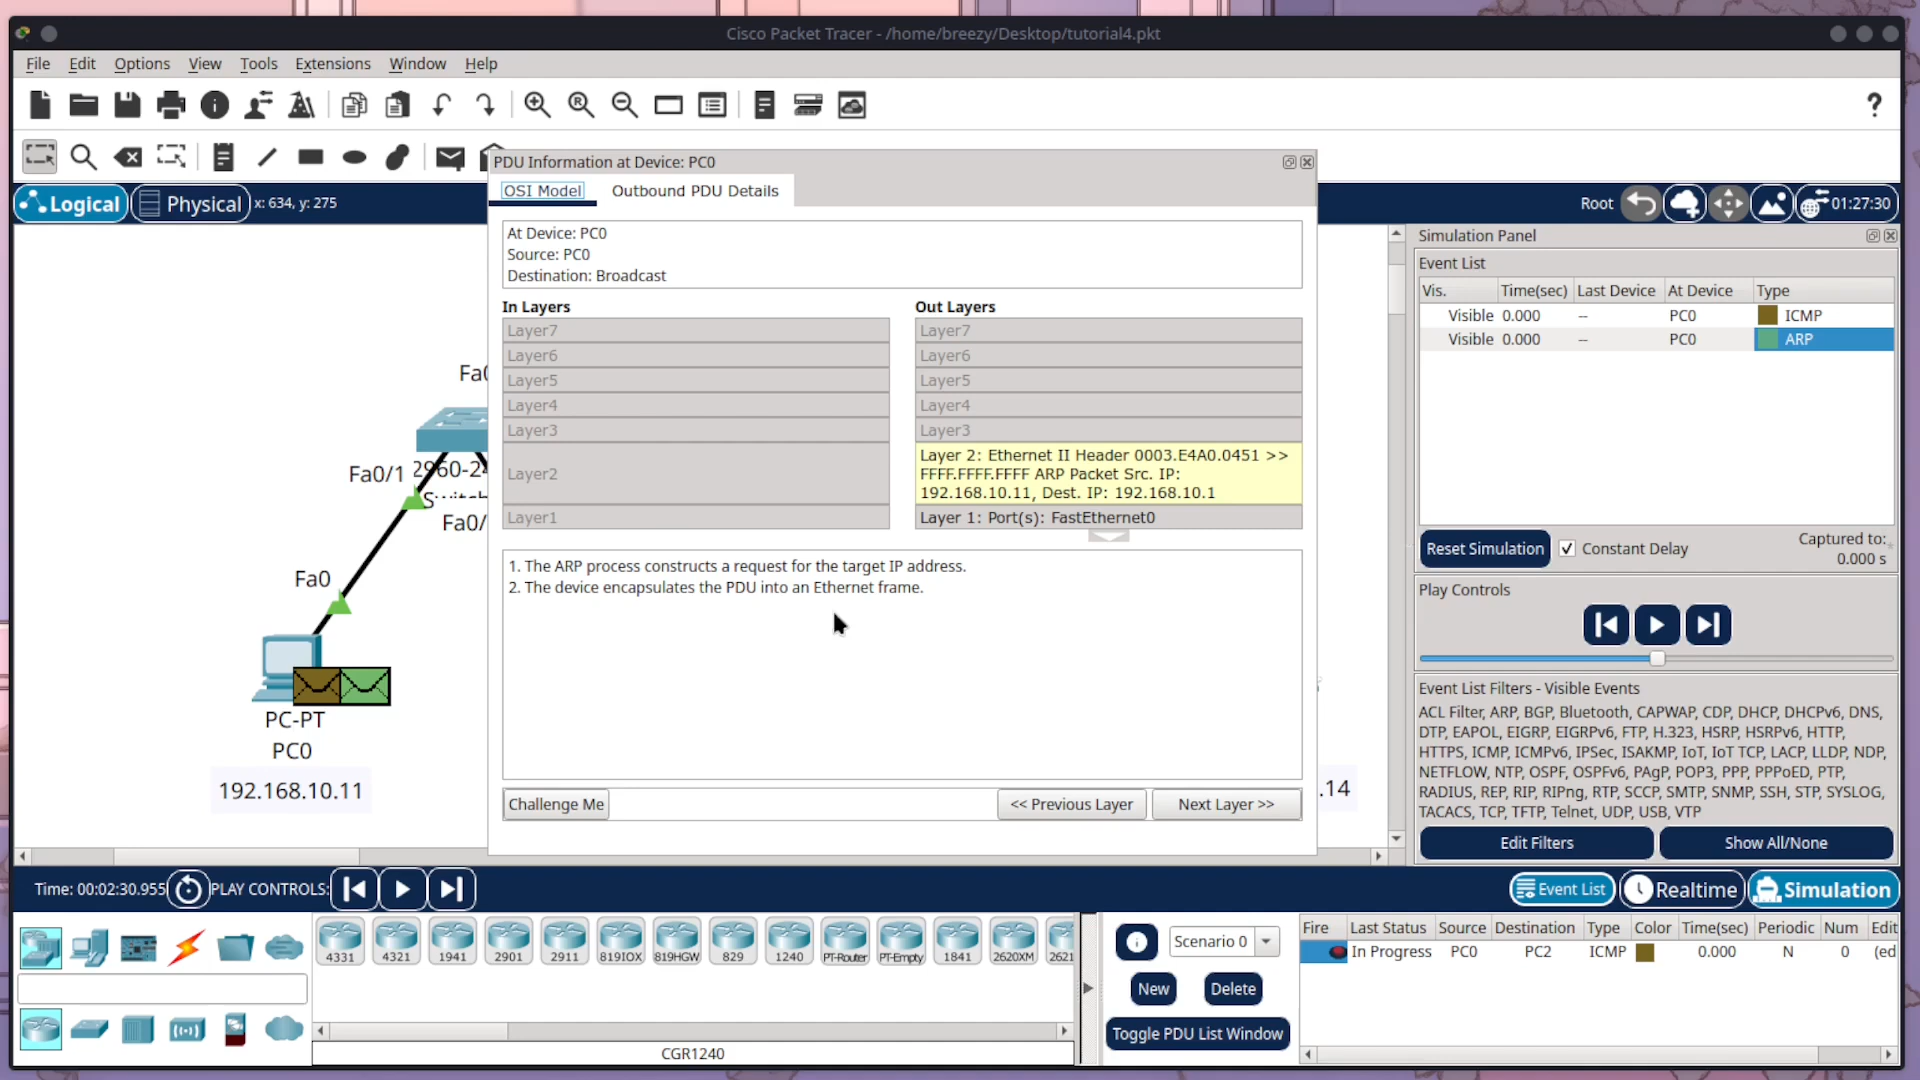 Cisco Packet Tracer - /home/breezy/Desktop/tutorial4.pkt
File Edit Options View Tools Extensions Window Help
Logical Physical x: 634, y: 275
Root 01:27:30
PDU Information at Device: PC0
OSI Model Outbound PDU Details
At Device: PC0
Source: PC0
Destination: Broadcast
In Layers Out Layers
Layer7 Layer7
Layer6 Layer6
Layer5 Layer5
Layer4 Layer4
Layer3 Layer3
Layer2
Layer 2: Ethernet II Header 0003.E4A0.0451 >>
FFFF.FFFF.FFFF ARP Packet Src. IP:
192.168.10.11, Dest. IP: 192.168.10.1
Layer1 Layer 1: Port(s): FastEthernet0
1. The ARP process constructs a request for the target IP address.
2. The device encapsulates the PDU into an Ethernet frame.
Challenge Me << Previous Layer Next Layer >>
Fa0/1
Fa0/
Fa0
PC-PT
PC0
192.168.10.11
.14
Simulation Panel
Event List
Vis. Time(sec) Last Device At Device Type
Visible 0.000 -- PC0 ICMP
Visible 0.000 -- PC0 ARP
Reset Simulation Constant Delay Captured to:
0.000 s
Play Controls
Event List Filters - Visible Events
ACL Filter, ARP, BGP, Bluetooth, CAPWAP, CDP, DHCP, DHCPv6, DNS,
DTP, EAPOL, EIGRP, EIGRPv6, FTP, H.323, HSRP, HSRPv6, HTTP,
HTTPS, ICMP, ICMPv6, IPSec, ISAKMP, IoT, IoT TCP, LACP, LLDP, NDP,
NETFLOW, NTP, OSPF, OSPFv6, PAgP, POP3, PPP, PPPoED, PTP,
RADIUS, REP, RIP, RIPng, RTP, SCCP, SMTP, SNMP, SSH, STP, SYSLOG,
TACACS, TCP, TFTP, Telnet, UDP, USB, VTP
Edit Filters Show All/None
Time: 00:02:30.955 PLAY CONTROLS:
Event List Realtime Simulation
4331 4321 1941 2901 2911 819IOX 819HGW 829 1240 PT-Router PT-Empty 1841 2620XM 2621
CGR1240
Scenario 0
New Delete
Toggle PDU List Window
Fire Last Status Source Destination Type Color Time(sec) Periodic Num Edit
In Progress PC0 PC2 ICMP 0.000 N 0 (ed